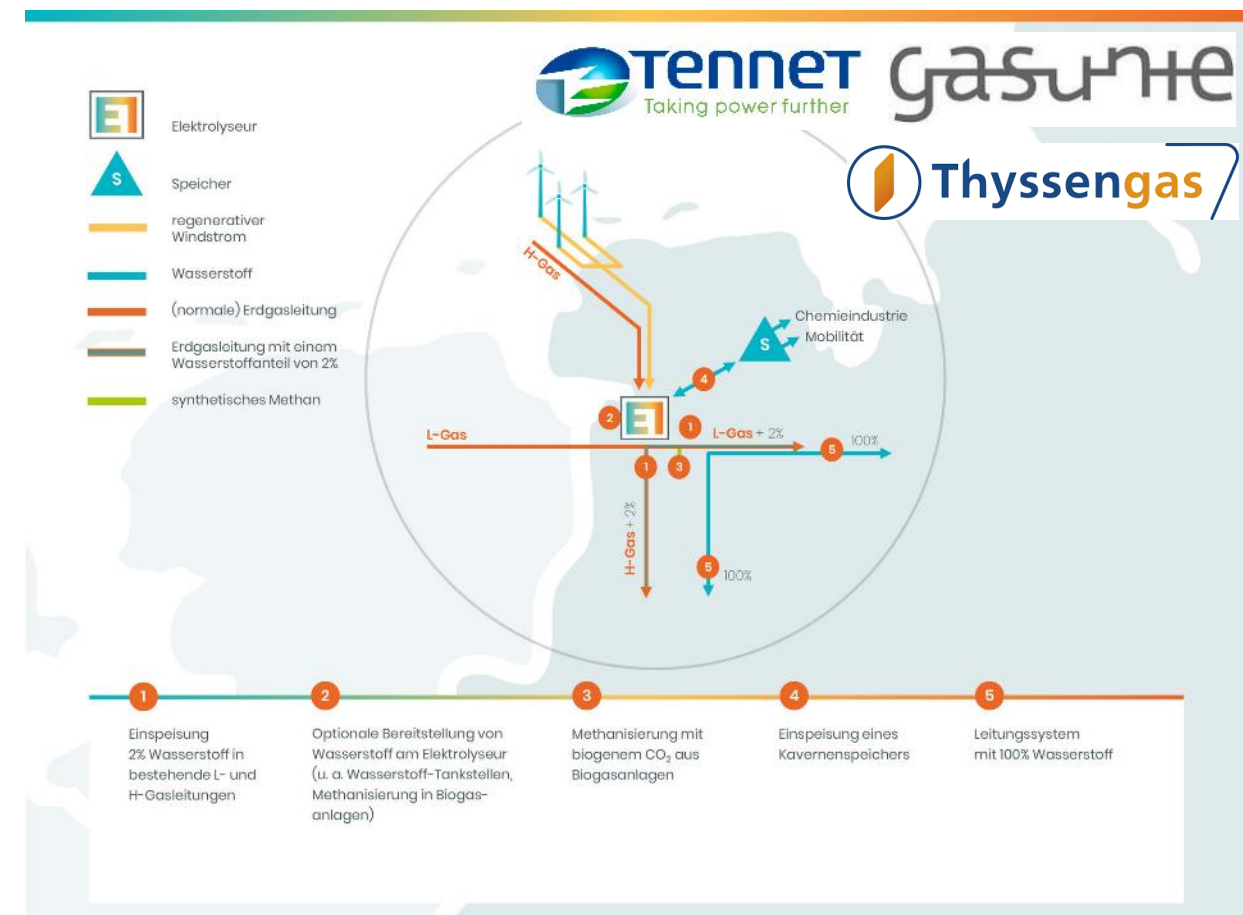 TENNET
Taking power further
gasunie
Thyssengas
E
Elektrolyseur
S
Speicher
regenerativer
Windstrom
Wasserstoff
(normale) Erdgasleitung
Erdgasleitung mit einem
Wasserstoffanteil von 2%
synthetisches Methan
H-Gas
Chemieindustrie
Mobilität
S
4
2
E
1
L-Gas
L-Gas + 2%
5
100%
1
3
H-Gas + 2%
5
100%
1
2
3
4
5
Einspeisung
2% Wasserstoff in
bestehende L- und
H-Gasleitungen
Optionale Bereitstellung von
Wasserstoff am Elektrolyseur
(u. a. Wasserstoff-Tankstellen,
Methanisierung in Biogas-
anlagen)
Methanisierung mit
biogenem CO₂ aus
Biogasanlagen
Einspeisung eines
Kavernenspeichers
Leitungssystem
mit 100% Wasserstoff